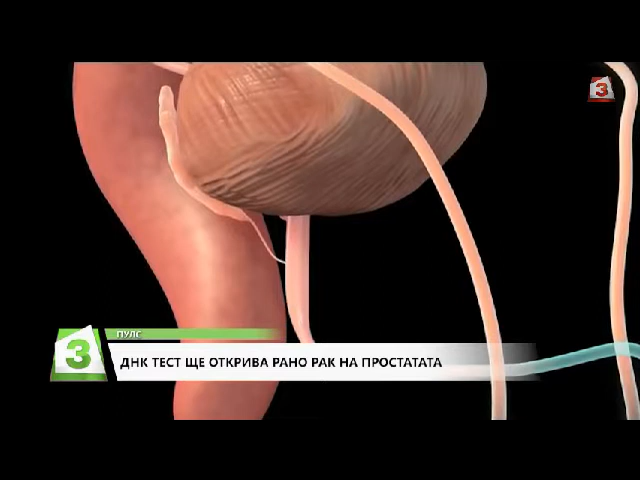 3
ПУЛС
3
ДНК ТЕСТ ЩЕ ОТКРИВА РАНО РАК НА ПРОСТАТАТА